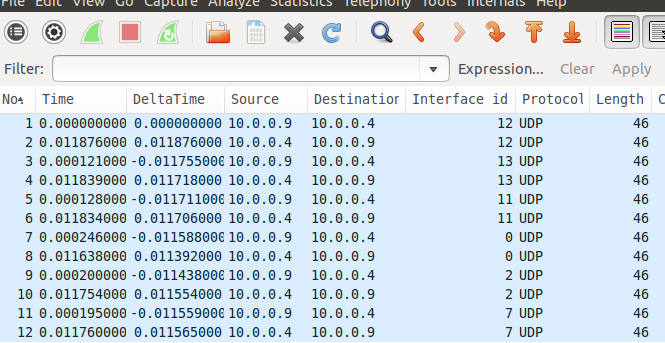 File Edit View Go Capture Analyze Statistics Telephony Tools Internals Help
Filter: Expression... Clear Apply
No. Time DeltaTime Source Destination Interface id Protocol Length
1 0.000000000 0.000000000 10.0.0.9 10.0.0.4 12 UDP 46
2 0.011876000 0.011876000 10.0.0.4 10.0.0.9 12 UDP 46
3 0.000121000 -0.011755000 10.0.0.9 10.0.0.4 13 UDP 46
4 0.011839000 0.011718000 10.0.0.4 10.0.0.9 13 UDP 46
5 0.000128000 -0.011711000 10.0.0.9 10.0.0.4 11 UDP 46
6 0.011834000 0.011706000 10.0.0.4 10.0.0.9 11 UDP 46
7 0.000246000 -0.011588000 10.0.0.9 10.0.0.4 0 UDP 46
8 0.011638000 0.011392000 10.0.0.4 10.0.0.9 0 UDP 46
9 0.000200000 -0.011438000 10.0.0.9 10.0.0.4 2 UDP 46
10 0.011754000 0.011554000 10.0.0.4 10.0.0.9 2 UDP 46
11 0.000195000 -0.011559000 10.0.0.9 10.0.0.4 7 UDP 46
12 0.011760000 0.011565000 10.0.0.4 10.0.0.9 7 UDP 46